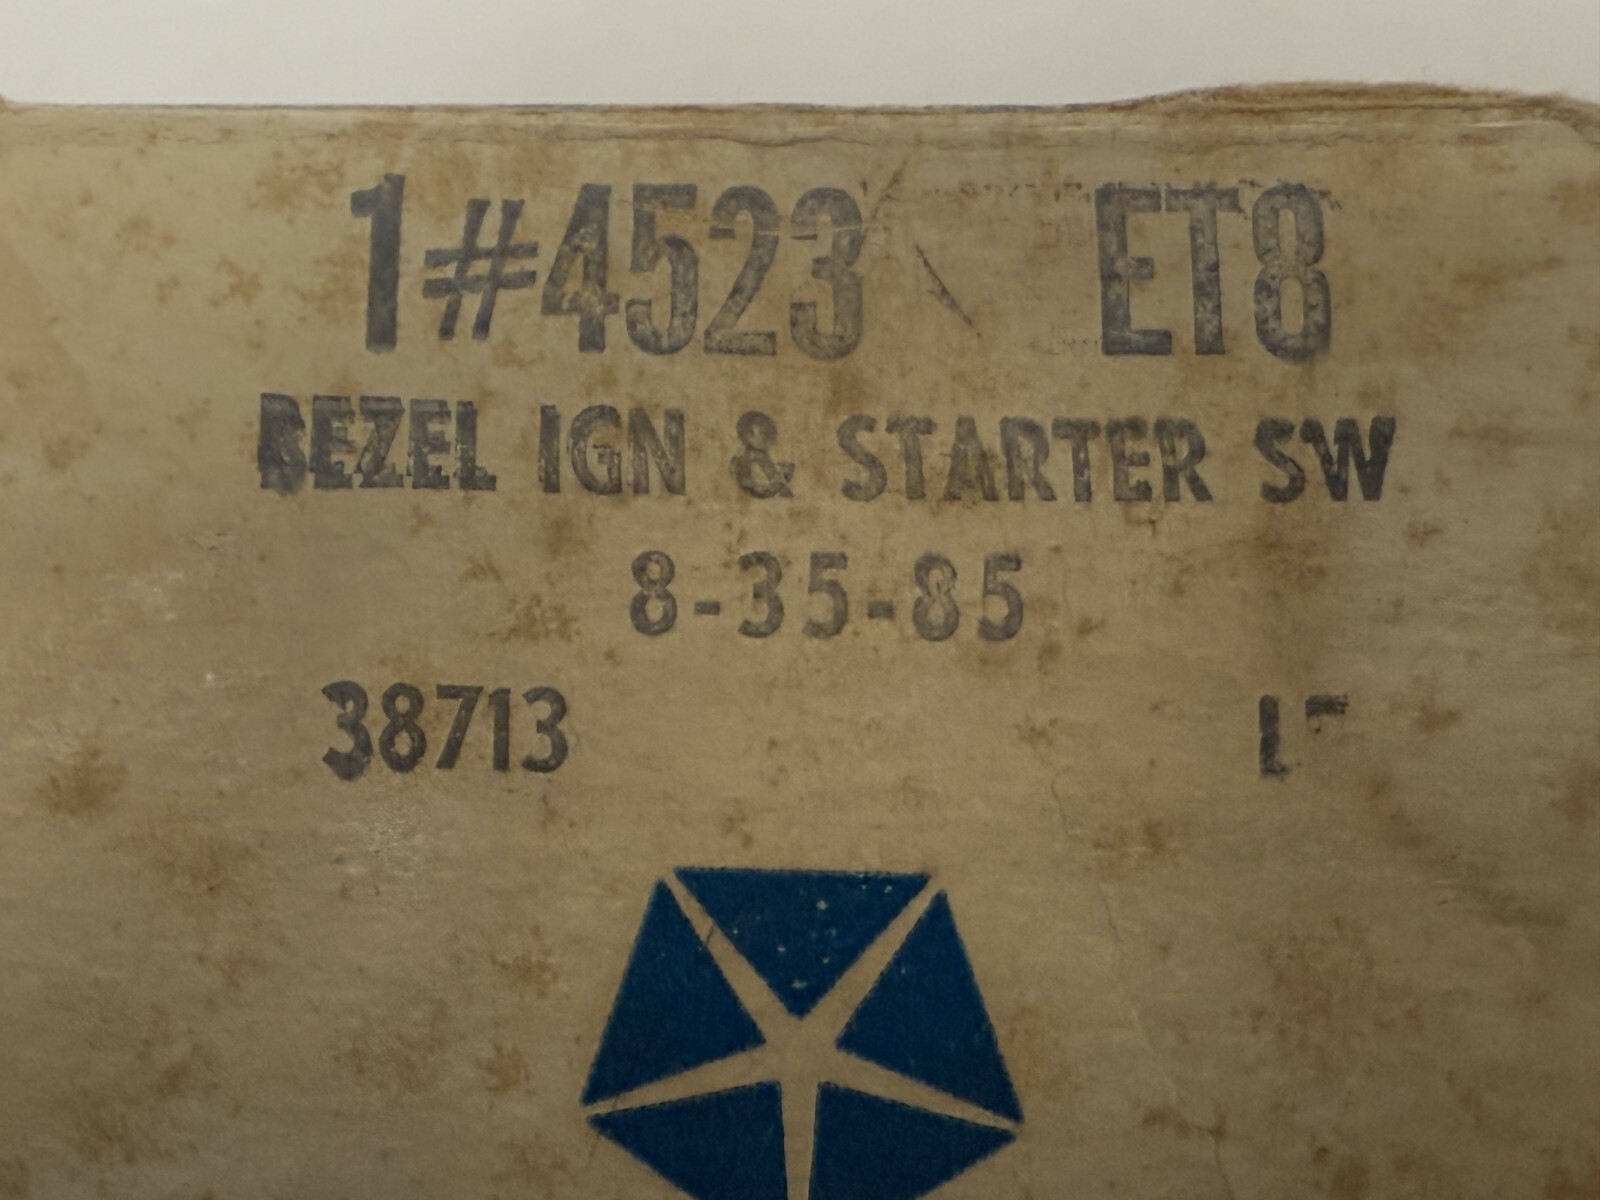 1#4523 ET8
BEZEL IGN & STARTER SW
8-35-85
38713